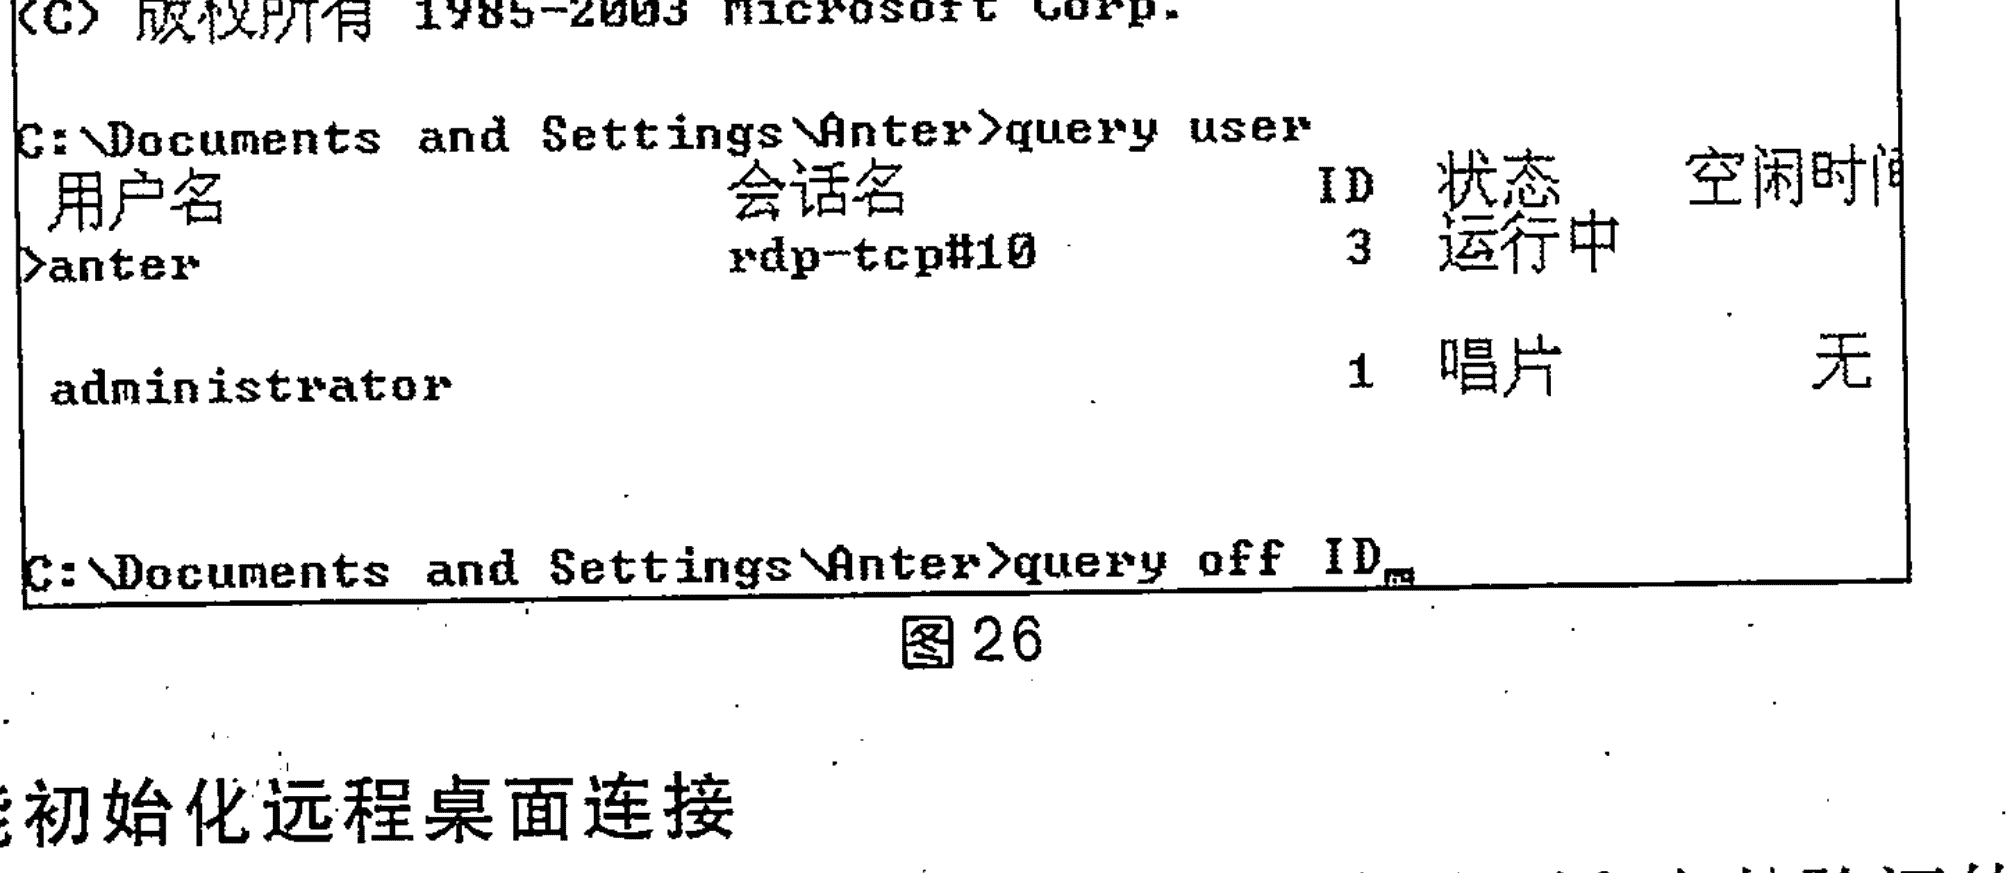 (C) 版权所有 1985-2003 Microsoft Corp.
C:\Documents and Settings\Anter>query user
用户名 会话名 ID 状态 空闲时间
>anter rdp-tcp#10 3 运行中
administrator 1 唱片 无
C:\Documents and Settings\Anter>query off ID
图26
初始化远程桌面连接